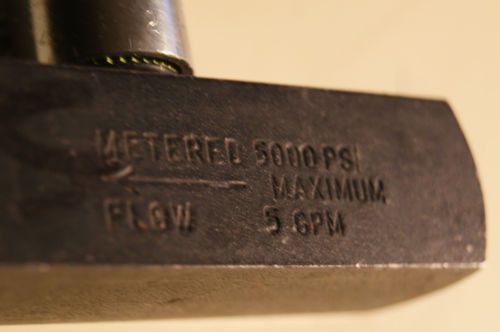 METERED 5000 PSI
MAXIMUM
FLOW 5 GPM